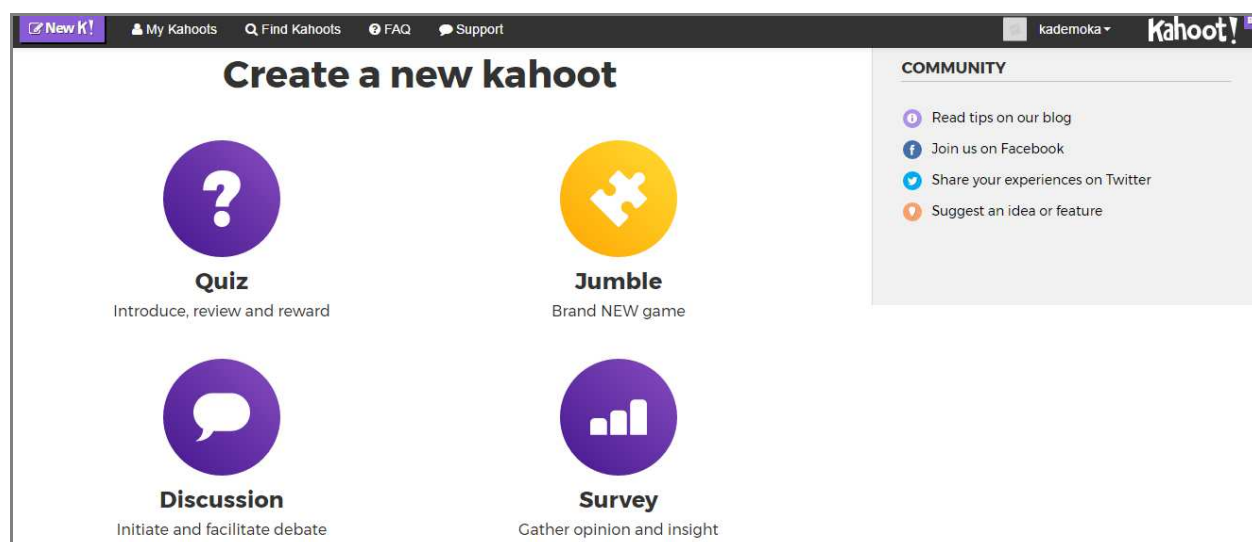 New K! My Kahoots Find Kahoots FAQ Support kademoka Kahoot!
Create a new kahoot
Quiz
Introduce, review and reward
Jumble
Brand NEW game
Discussion
Initiate and facilitate debate
Survey
Gather opinion and insight
COMMUNITY
Read tips on our blog
Join us on Facebook
Share your experiences on Twitter
Suggest an idea or feature